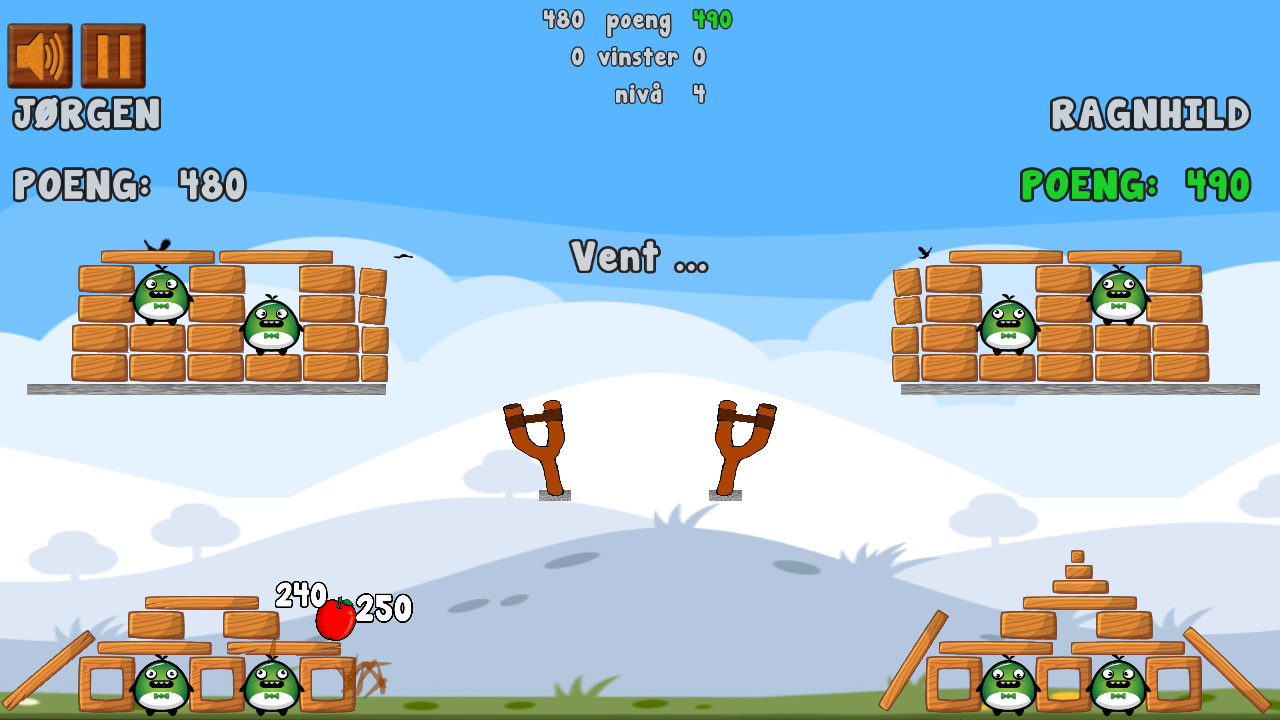 480 poeng 490
0 vinster 0
nivå 4
JØRGEN
RAGNHILD
POENG: 480
POENG: 490
Vent ...
240
250